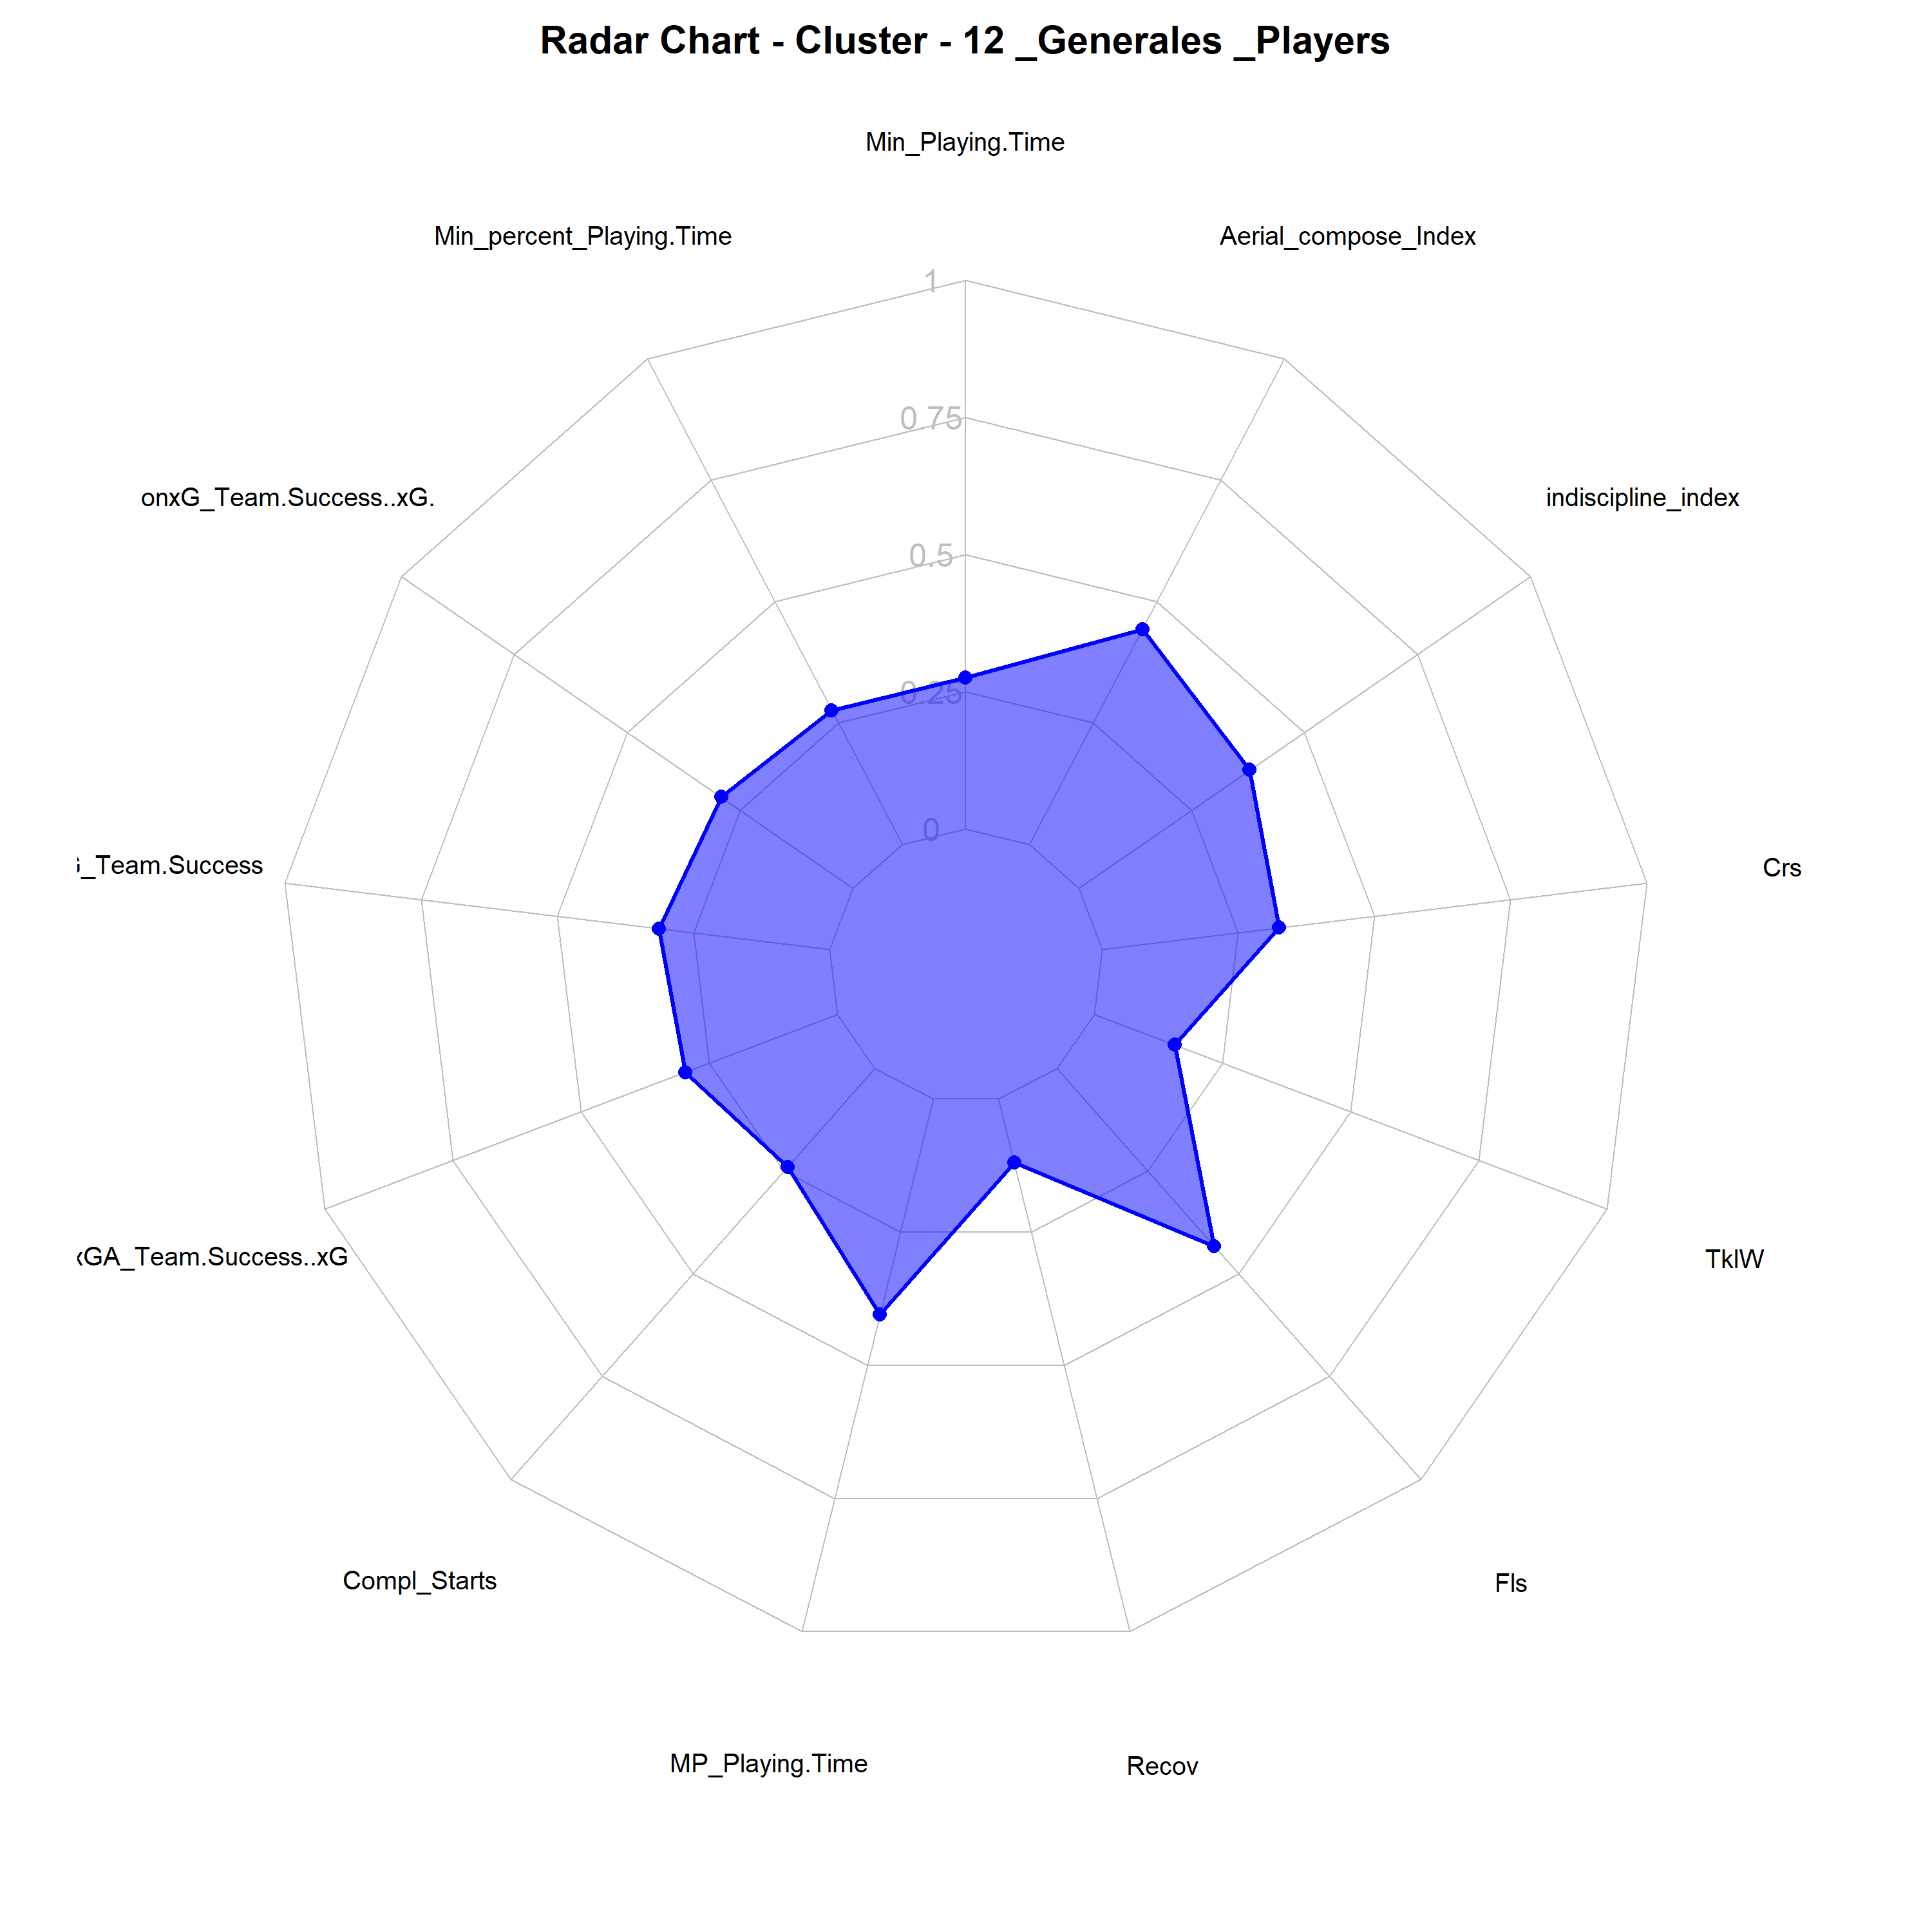 Radar Chart - Cluster - 12 _Generales _Players
Min_Playing.Time
Min_percent_Playing.Time
Aerial_compose_Index
1
0.75
onxG_Team.Success..xG.
indiscipline_index
0.5
0.25
0
_Team.Success
Crs
xGA_Team.Success..xG
TklW
Compl_Starts
Fls
MP_Playing.Time
Recov